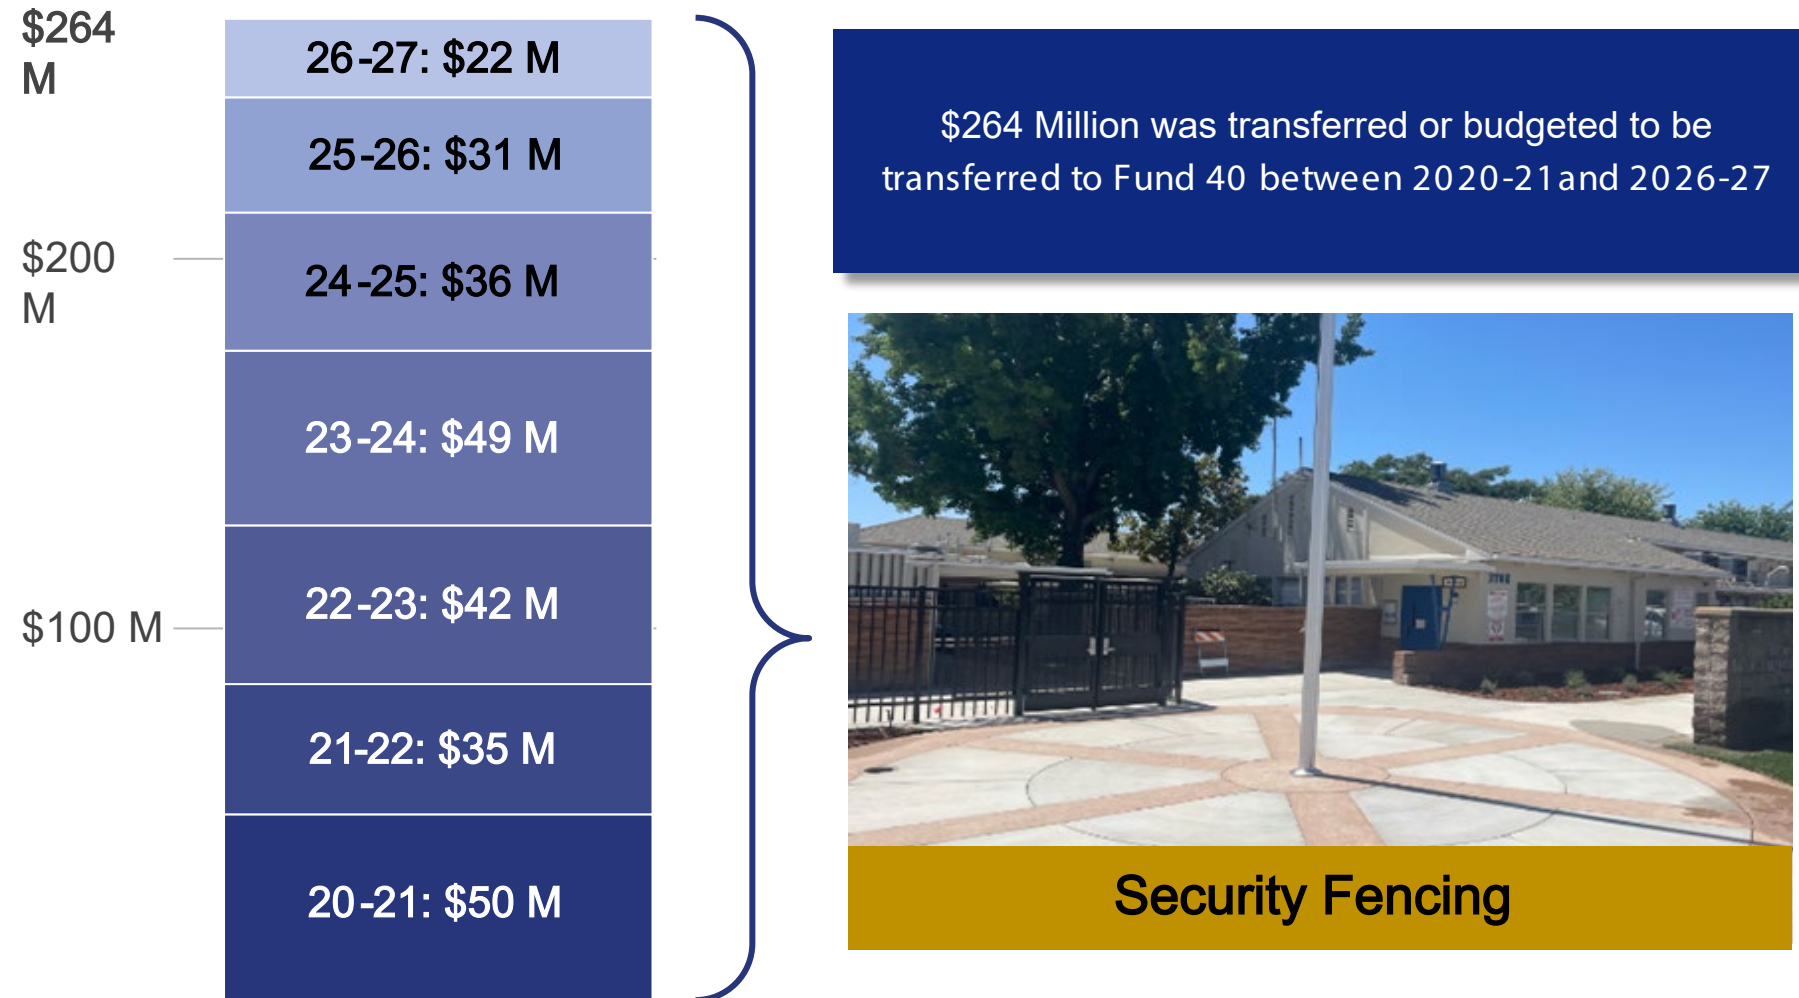 $264
M
26-27: $22 M
25-26: $31 M
$200
M
24-25: $36 M
23-24: $49 M
22-23: $42 M
$100 M
21-22: $35 M
20-21: $50 M
$264 Million was transferred or budgeted to be
transferred to Fund 40 between 2020-21and 2026-27
Security Fencing